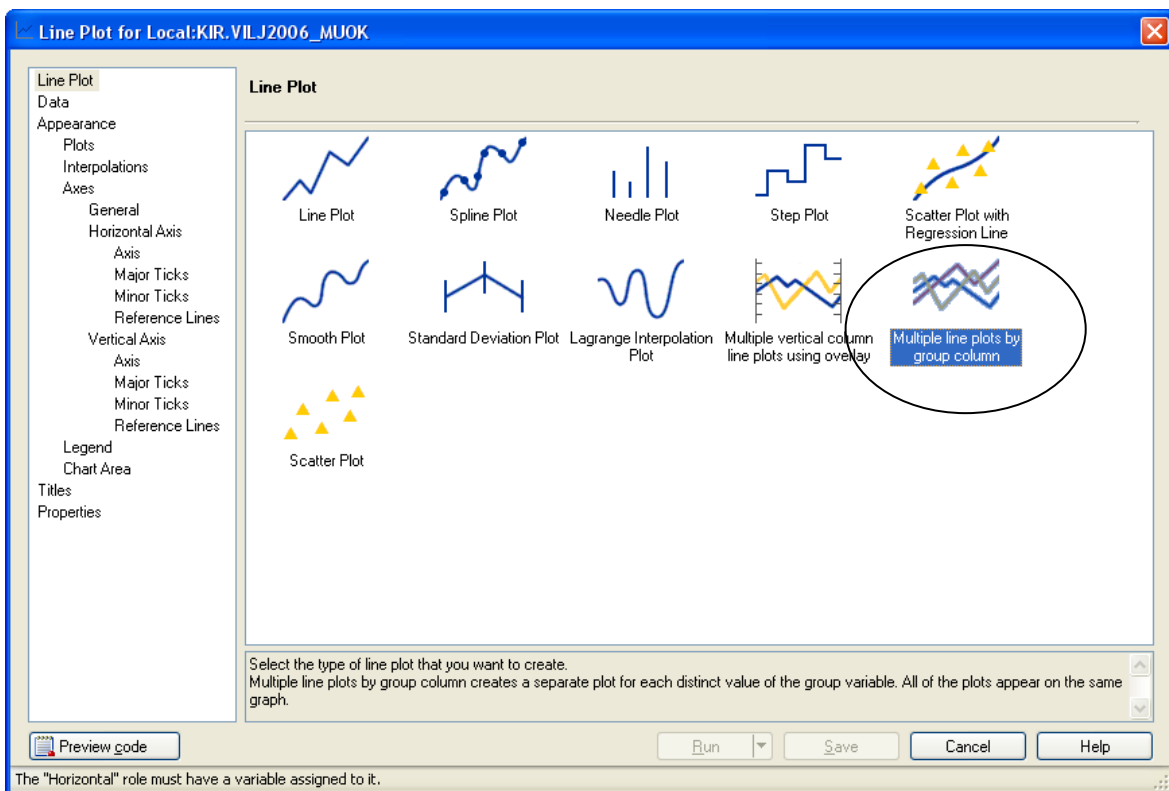 Line Plot for Local:KIR.VILJ2006_MUOK
Line Plot
Data
Appearance
Plots
Interpolations
Axes
General
Horizontal Axis
Axis
Major Ticks
Minor Ticks
Reference Lines
Vertical Axis
Axis
Major Ticks
Minor Ticks
Reference Lines
Legend
Chart Area
Titles
Properties
Line Plot
Line Plot
Spline Plot
Needle Plot
Step Plot
Scatter Plot with
Regression Line
Smooth Plot
Standard Deviation Plot
Lagrange Interpolation
Plot
Multiple vertical column
line plots using overlay
Multiple line plots by
group column
Scatter Plot
Select the type of line plot that you want to create.
Multiple line plots by group column creates a separate plot for each distinct value of the group variable. All of the plots appear on the same
graph.
Preview code
Run
Save
Cancel
Help
The "Horizontal" role must have a variable assigned to it.